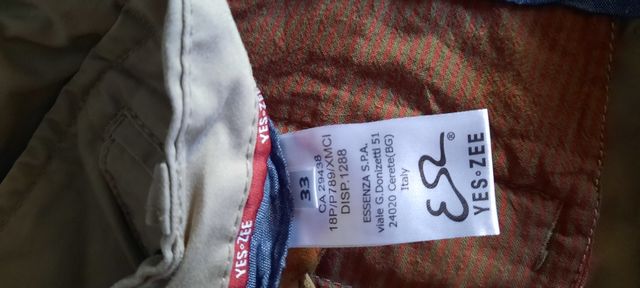 YES•ZEE
YES•ZEE
33
CA 29438
18P/P789/XMCI
DISP.1288
ESSENZA S.P.A.
viale G.Donizetti 51
24020 Cerete(BG)
Italy
®
YES•ZEE